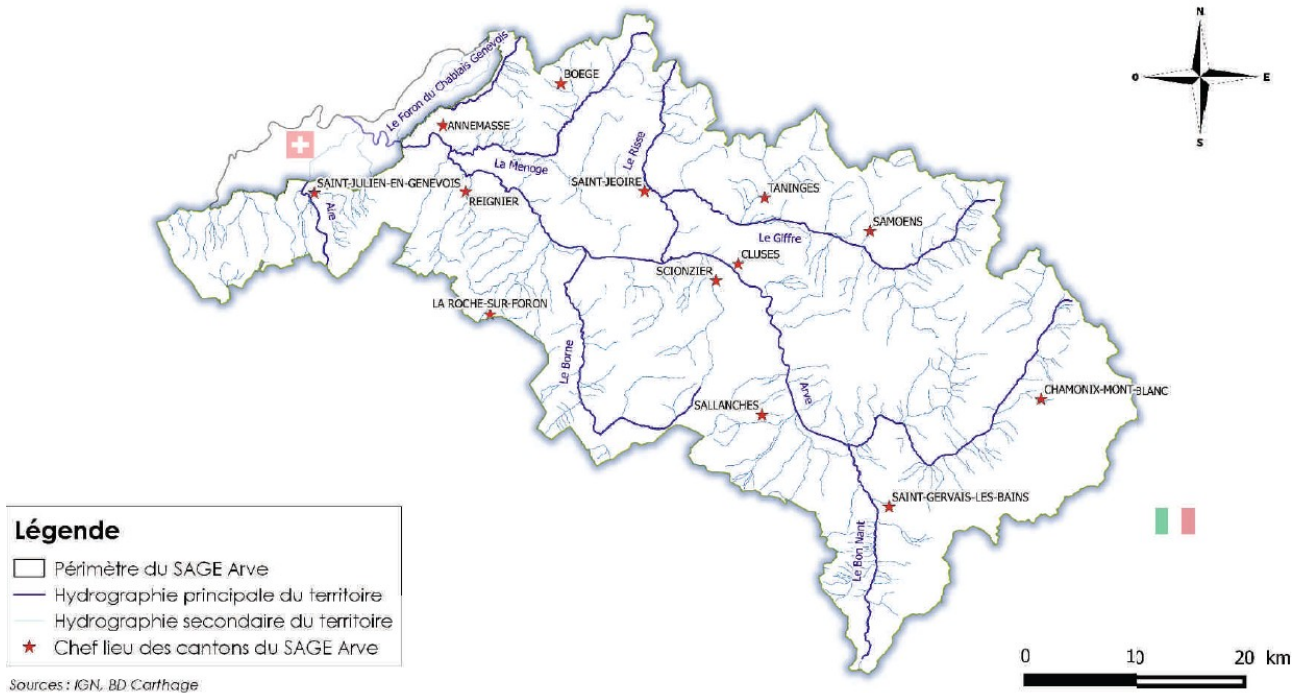 N
O
E
S
Le Foron du Chablais Genevois
BOEGE
ANNEMASSE
La Menoge
Le Risse
SAINT-JULIEN-EN-GENEVOIS
Aire
REIGNIER
SAINT-JEOIRE
TANINGES
SAMOENS
Le Giffre
CLUSES
SCIONZIER
LA ROCHE-SUR-FORON
Le Borne
Arve
SALLANCHES
CHAMONIX-MONT-BLANC
SAINT-GERVAIS-LES-BAINS
Le Bon Nant
Légende
Périmètre du SAGE Arve
Hydrographie principale du territoire
Hydrographie secondaire du territoire
Chef lieu des cantons du SAGE Arve
Sources : IGN, BD Carthage
0 10 20 km